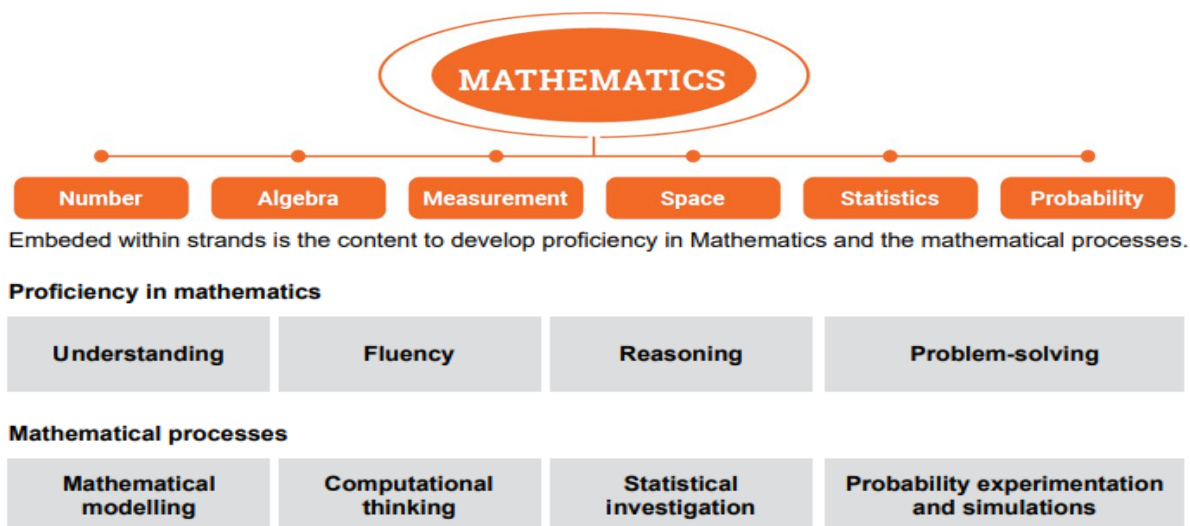 MATHEMATICS
Number Algebra Measurement Space Statistics Probability
Embeded within strands is the content to develop proficiency in Mathematics and the mathematical processes.
Proficiency in mathematics
Understanding Fluency Reasoning Problem-solving
Mathematical processes
Mathematical modelling
Computational thinking
Statistical investigation
Probability experimentation and simulations